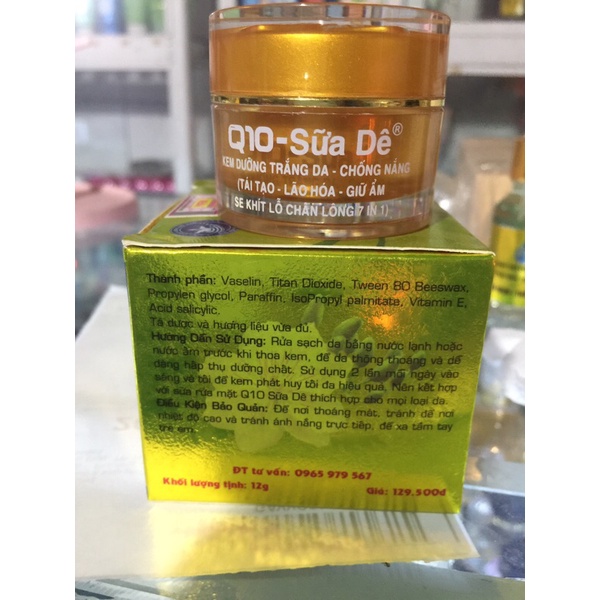 Q10-Sữa Dê®
KEM DƯỠNG TRẮNG DA - CHỐNG NẮNG
(TÁI TẠO - LÃO HÓA - GIỮ ẨM
SE KHÍT LỖ CHÂN LÔNG 7 IN 1)
Thành phần: Vaselin, Titan Dioxide, Tween 80 Beeswax,
Propylen glycol, Paraffin, IsoPropyl palmitate, Vitamin E,
Acid salicylic.
Tá dược và hương liệu vừa đủ.
Hướng Dẫn Sử Dụng: Rửa sạch da bằng nước lạnh hoặc
nước ấm trước khi thoa kem, để da thông thoáng và dể
dàng hấp thụ dưỡng chất. Sử dụng 2 lần mỗi ngày vào
sáng và tối để kem phát huy tối đa hiệu quả. Nên kết hợp
với sữa rửa mặt Q10 Sữa Dê thích hợp cho mọi loại da.
Điều Kiện Bảo Quản: Để nơi thoáng mát, tránh để nơi
nhiệt độ cao và tránh ánh nắng trực tiếp, để xa tầm tay
trẻ em.
ĐT tư vấn: 0965 979 567
Khối lượng tịnh: 12g
Giá: 129.500đ